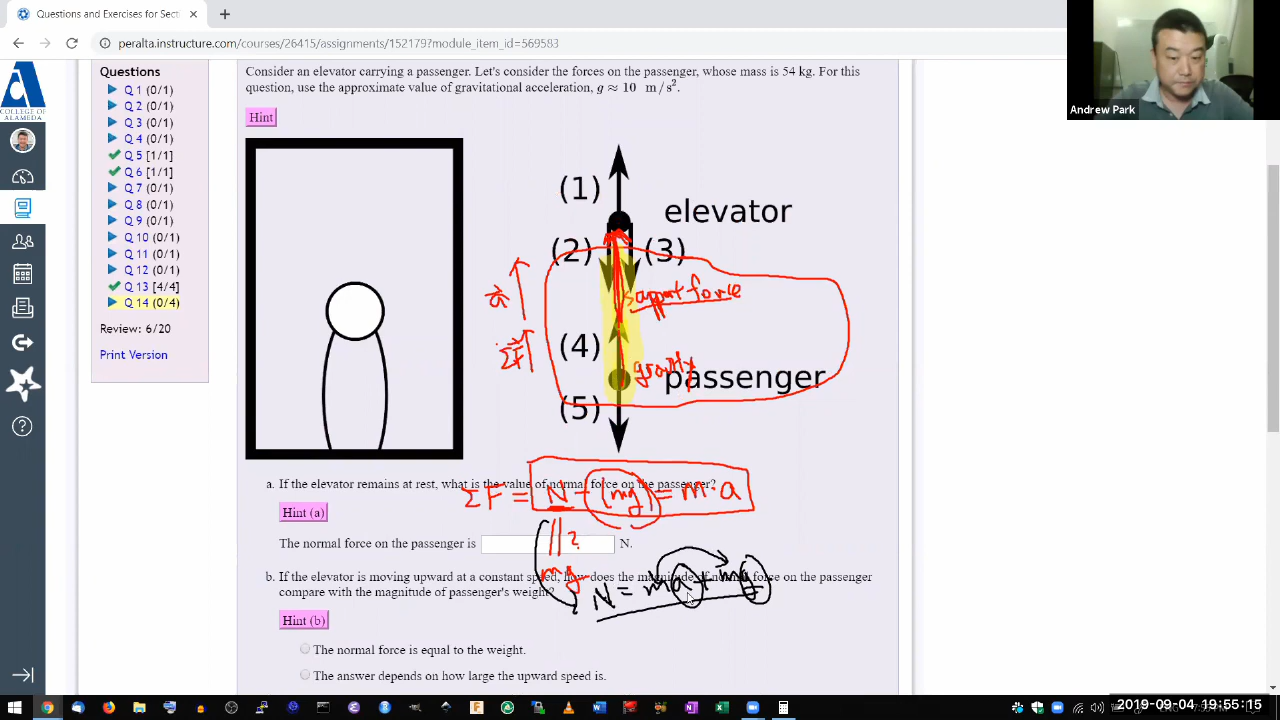 Questions and Exercises for Sect
peralta.instructure.com/courses/26415/assignments/152179?module_item_id=569583
Andrew Park
COLLEGE OF
ALAMEDA
Questions
Q 1 (0/1)
Q 2 (0/1)
Q 3 (0/1)
Q 4 (0/1)
Q 5 [1/1]
Q 6 [1/1]
Q 7 (0/1)
Q 8 (0/1)
Q 9 (0/1)
Q 10 (0/1)
Q 11 (0/1)
Q 12 (0/1)
Q 13 [4/4]
Q 14 (0/4)
Review: 6/20
Print Version
Consider an elevator carrying a passenger. Let's consider the forces on the passenger, whose mass is 54 kg. For this
question, use the approximate value of gravitational acceleration, g ≈ 10 m/s².
Hint
(1)
elevator
(2) (3)
a
support force
(4)
ΣF
gravity
passenger
(5)
a. If the elevator remains at rest, what is the value of normal force on the passenger?
ΣF = N - (mg) = m·a
Hint (a)
The normal force on the passenger is N.
?
mg
b. If the elevator is moving upward at a constant speed, how does the magnitude of normal force on the passenger
compare with the magnitude of passenger's weight?
N = ma + mg
Hint (b)
The normal force is equal to the weight.
The answer depends on how large the upward speed is.
2019-09-04 19:55:15